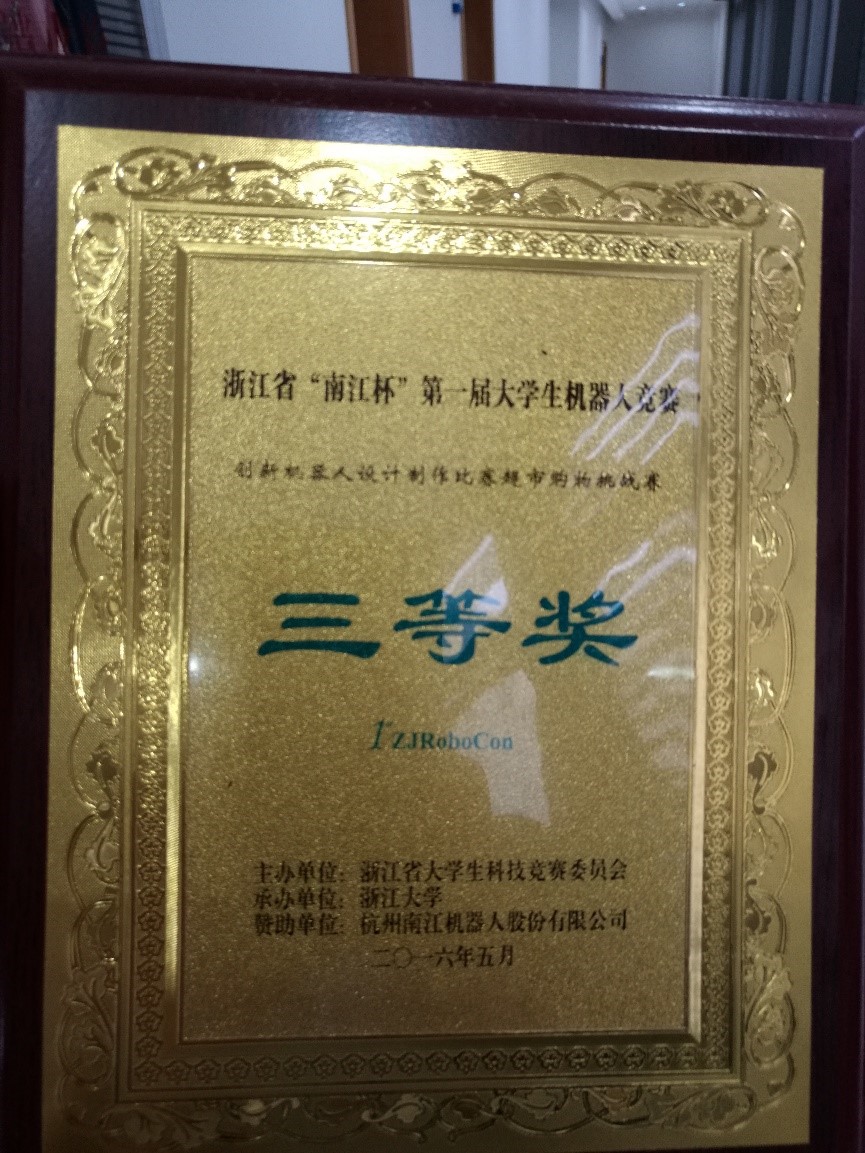 浙江省“南江杯”第一届大学生机器人竞赛
创新机器人设计制作比赛超市购物挑战赛
三等奖
1st ZJRoboCon
主办单位：浙江省大学生科技竞赛委员会
承办单位：浙江大学
赞助单位：杭州南江机器人股份有限公司
二〇一六年五月